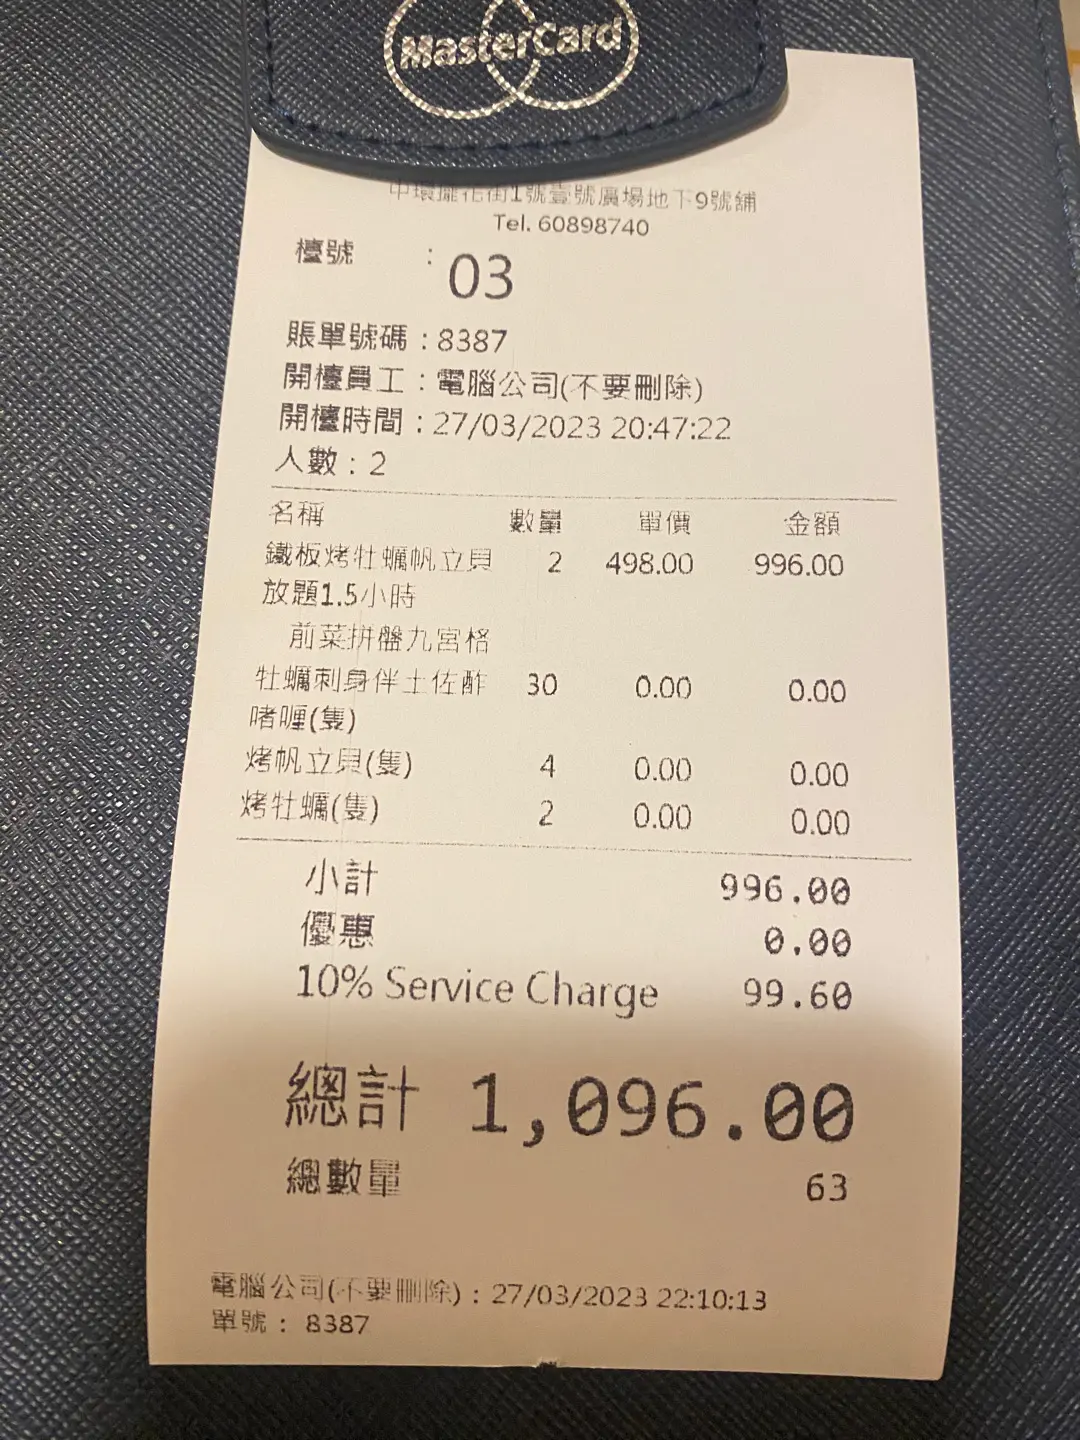 MasterCard
中環擺花街1號壹號廣場地下9號舖
Tel. 60898740
檯號 : 03
賬單號碼 : 8387
開檯員工 : 電腦公司(不要刪除)
開檯時間 : 27/03/2023 20:47:22
人數 : 2
名稱 數量 單價 金額
鐵板烤牡蠣帆立貝 2 498.00 996.00
放題1.5小時
前菜拼盤九宮格
牡蠣刺身伴土佐酢 30 0.00 0.00
啫喱(隻)
烤帆立貝(隻) 4 0.00 0.00
烤牡蠣(隻) 2 0.00 0.00
小計 996.00
優惠 0.00
10% Service Charge 99.60
總計 1,096.00
總數量 63
電腦公司(不要刪除) : 27/03/2023 22:10:13
單號 : 8387